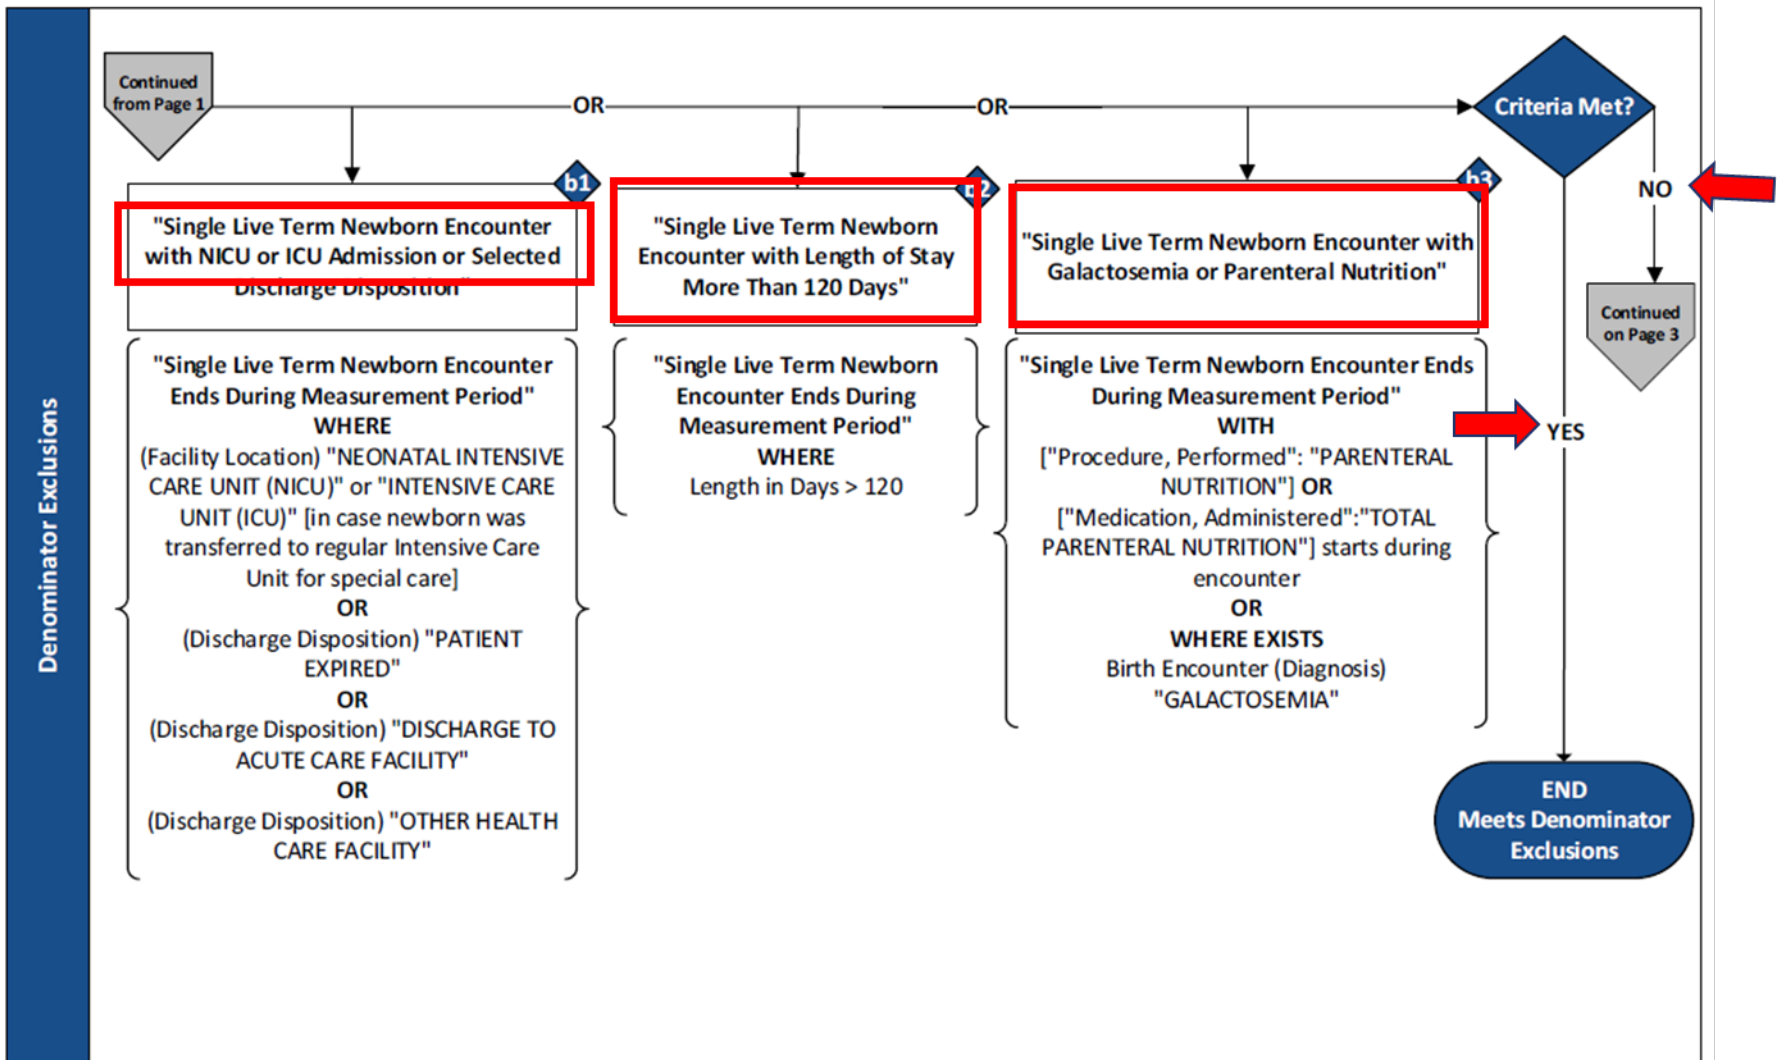 Denominator Exclusions
Continued
from Page 1
OR
OR
Criteria Met?
NO
Continued
on Page 3
YES
END
Meets Denominator
Exclusions
b1
"Single Live Term Newborn Encounter
with NICU or ICU Admission or Selected
Discharge Disposition"
"Single Live Term Newborn Encounter
Ends During Measurement Period"
WHERE
(Facility Location) "NEONATAL INTENSIVE
CARE UNIT (NICU)" or "INTENSIVE CARE
UNIT (ICU)" [in case newborn was
transferred to regular Intensive Care
Unit for special care]
OR
(Discharge Disposition) "PATIENT
EXPIRED"
OR
(Discharge Disposition) "DISCHARGE TO
ACUTE CARE FACILITY"
OR
(Discharge Disposition) "OTHER HEALTH
CARE FACILITY"
b2
"Single Live Term Newborn
Encounter with Length of Stay
More Than 120 Days"
"Single Live Term Newborn
Encounter Ends During
Measurement Period"
WHERE
Length in Days > 120
b3
"Single Live Term Newborn Encounter with
Galactosemia or Parenteral Nutrition"
"Single Live Term Newborn Encounter Ends
During Measurement Period"
WITH
["Procedure, Performed": "PARENTERAL
NUTRITION"] OR
["Medication, Administered":"TOTAL
PARENTERAL NUTRITION"] starts during
encounter
OR
WHERE EXISTS
Birth Encounter (Diagnosis)
"GALACTOSEMIA"